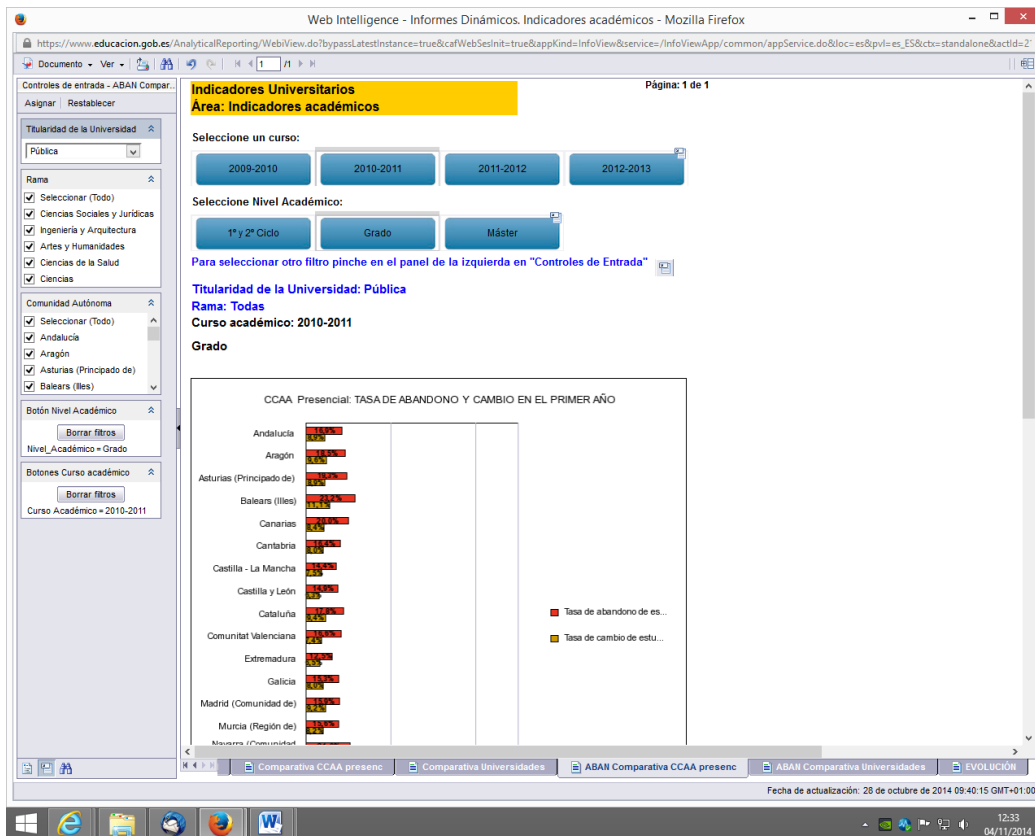 Web Intelligence - Informes Dinámicos. Indicadores académicos - Mozilla Firefox
https://www.educacion.gob.es/AnalyticalReporting/WebiView.do?bypassLatestInstance=true&cafWebSesInit=true&appKind=InfoView&service=/InfoViewApp/common/appService.do&loc=es&pvl=es_ES&ctx=standalone&actId=2
Documento Ver 1 /1
Controles de entrada - ABAN Compar...
Asignar Restablecer
Titularidad de la Universidad
Pública
Rama
Seleccionar (Todo)
Ciencias Sociales y Jurídicas
Ingeniería y Arquitectura
Artes y Humanidades
Ciencias de la Salud
Ciencias
Comunidad Autónoma
Seleccionar (Todo)
Andalucía
Aragón
Asturias (Principado de)
Balears (Illes)
Botón Nivel Académico
Borrar filtros
Nivel_Académico = Grado
Botones Curso académico
Borrar filtros
Curso Académico = 2010-2011
Indicadores Universitarios
Área: Indicadores académicos
Página: 1 de 1
Seleccione un curso:
2009-2010 2010-2011 2011-2012 2012-2013
Seleccione Nivel Académico:
1º y 2º Ciclo Grado Máster
Para seleccionar otro filtro pinche en el panel de la izquierda en "Controles de Entrada"
Titularidad de la Universidad: Pública
Rama: Todas
Curso académico: 2010-2011
Grado
CCAA Presencial: TASA DE ABANDONO Y CAMBIO EN EL PRIMER AÑO
Andalucía
Aragón
Asturias (Principado de)
Balears (Illes)
11,1%
Canarias
Cantabria
Castilla - La Mancha
Castilla y León
Cataluña
Comunitat Valenciana
Extremadura
Galicia
Madrid (Comunidad de)
Murcia (Región de)
Navarra (Comunidad
Tasa de abandono de es...
Tasa de cambio de estu...
Comparativa CCAA presenc Comparativa Universidades ABAN Comparativa CCAA presenc ABAN Comparativa Universidades EVOLUCIÓN
Fecha de actualización: 28 de octubre de 2014 09:40:15 GMT+01:00
12:33
04/11/2014